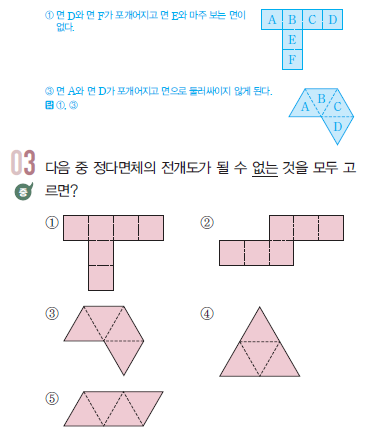 ① 면 D와 면 F가 포개어지고 면 E와 마주 보는 면이
없다.
A B C D
E
F
③ 면 A와 면 D가 포개어지고 면으로 둘러싸이지 않게 된다.
답 ①, ③
A B C
D
03 다음 중 정다면체의 전개도가 될 수 없는 것을 모두 고
중 르면?
① ②
③ ④
⑤